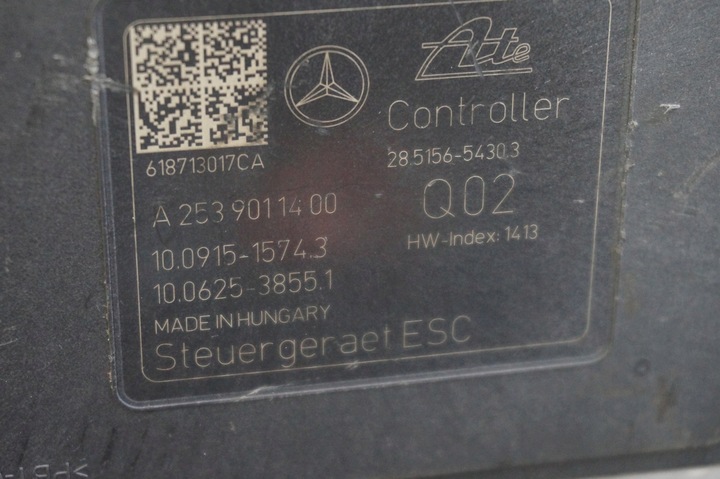 Ate
Controller
618713017CA
28.5156-5430.3
A 253 901 14 00
Q02
10.0915-1574.3
HW-Index: 1413
10.0625-3855.1
MADE IN HUNGARY
Steuergeraet ESC